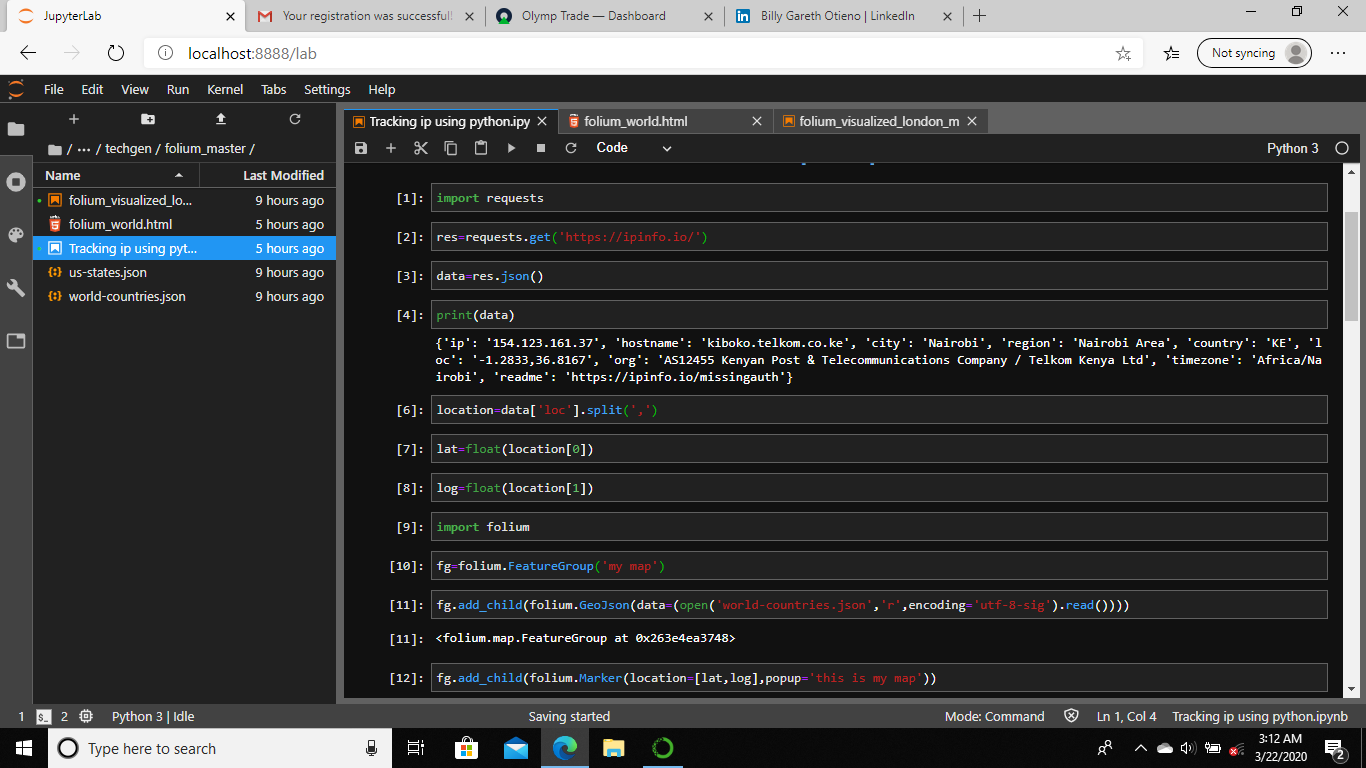 JupyterLab
Your registration was successfull
Olymp Trade — Dashboard
Billy Gareth Otieno | LinkedIn
localhost:8888/lab
Not syncing
File Edit View Run Kernel Tabs Settings Help
Tracking ip using python.ipy
folium_world.html
folium_visualized_london_m
/ ··· / techgen / folium_master /
Code
Python 3
Name Last Modified
folium_visualized_lo... 9 hours ago
folium_world.html 5 hours ago
Tracking ip using pyt... 5 hours ago
us-states.json 9 hours ago
world-countries.json 9 hours ago
[1]: import requests
[2]: res=requests.get('https://ipinfo.io/')
[3]: data=res.json()
[4]: print(data)
{'ip': '154.123.161.37', 'hostname': 'kiboko.telkom.co.ke', 'city': 'Nairobi', 'region': 'Nairobi Area', 'country': 'KE', 'l
oc': '-1.2833,36.8167', 'org': 'AS12455 Kenyan Post & Telecommunications Company / Telkom Kenya Ltd', 'timezone': 'Africa/Na
irobi', 'readme': 'https://ipinfo.io/missingauth'}
[6]: location=data['loc'].split(',')
[7]: lat=float(location[0])
[8]: log=float(location[1])
[9]: import folium
[10]: fg=folium.FeatureGroup('my map')
[11]: fg.add_child(folium.GeoJson(data=(open('world-countries.json','r',encoding='utf-8-sig').read())))
[11]: <folium.map.FeatureGroup at 0x263e4ea3748>
[12]: fg.add_child(folium.Marker(location=[lat,log],popup='this is my map'))
1 $_ 2 Python 3 | Idle
Saving started
Mode: Command
Ln 1, Col 4
Tracking ip using python.ipynb
Type here to search
3:12 AM
3/22/2020
2